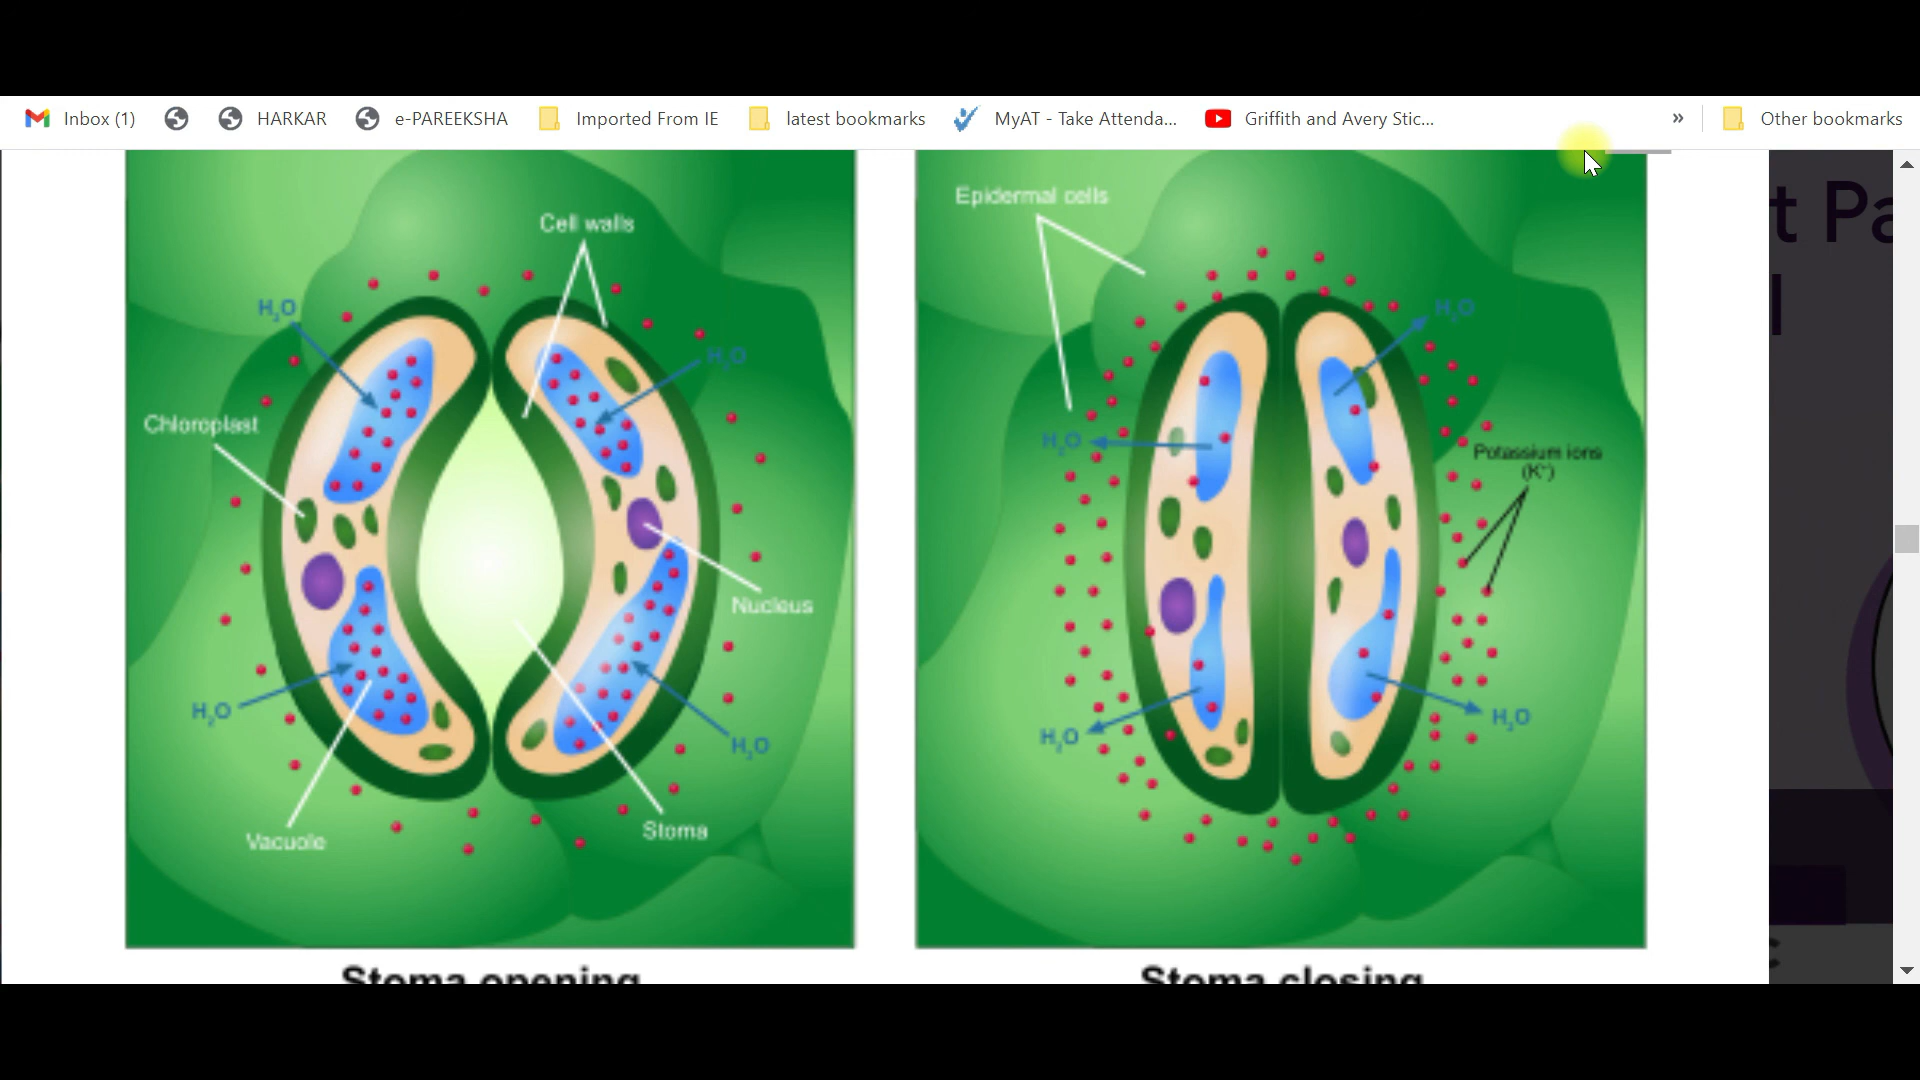 Inbox (1) HARKAR e-PAREEKSHA Imported From IE latest bookmarks MyAT - Take Attenda... Griffith and Avery Stic... » Other bookmarks
Cell walls
H₂O
H₂O
Chloroplast
Nucleus
H₂O
H₂O
Vacuole
Stoma
Stoma opening
Epidermal cells
H₂O
H₂O
Potassium ions
(K⁺)
H₂O
H₂O
Stoma closing
t Pa